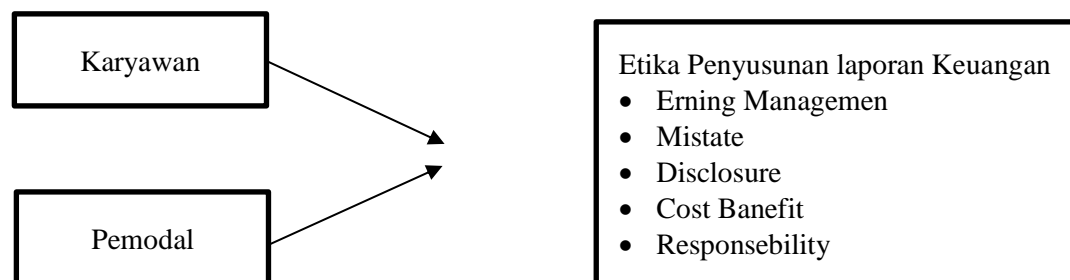 Karyawan
Pemodal
Etika Penyusunan laporan Keuangan
• Erning Managemen
• Mistate
• Disclosure
• Cost Banefit
• Responsebility